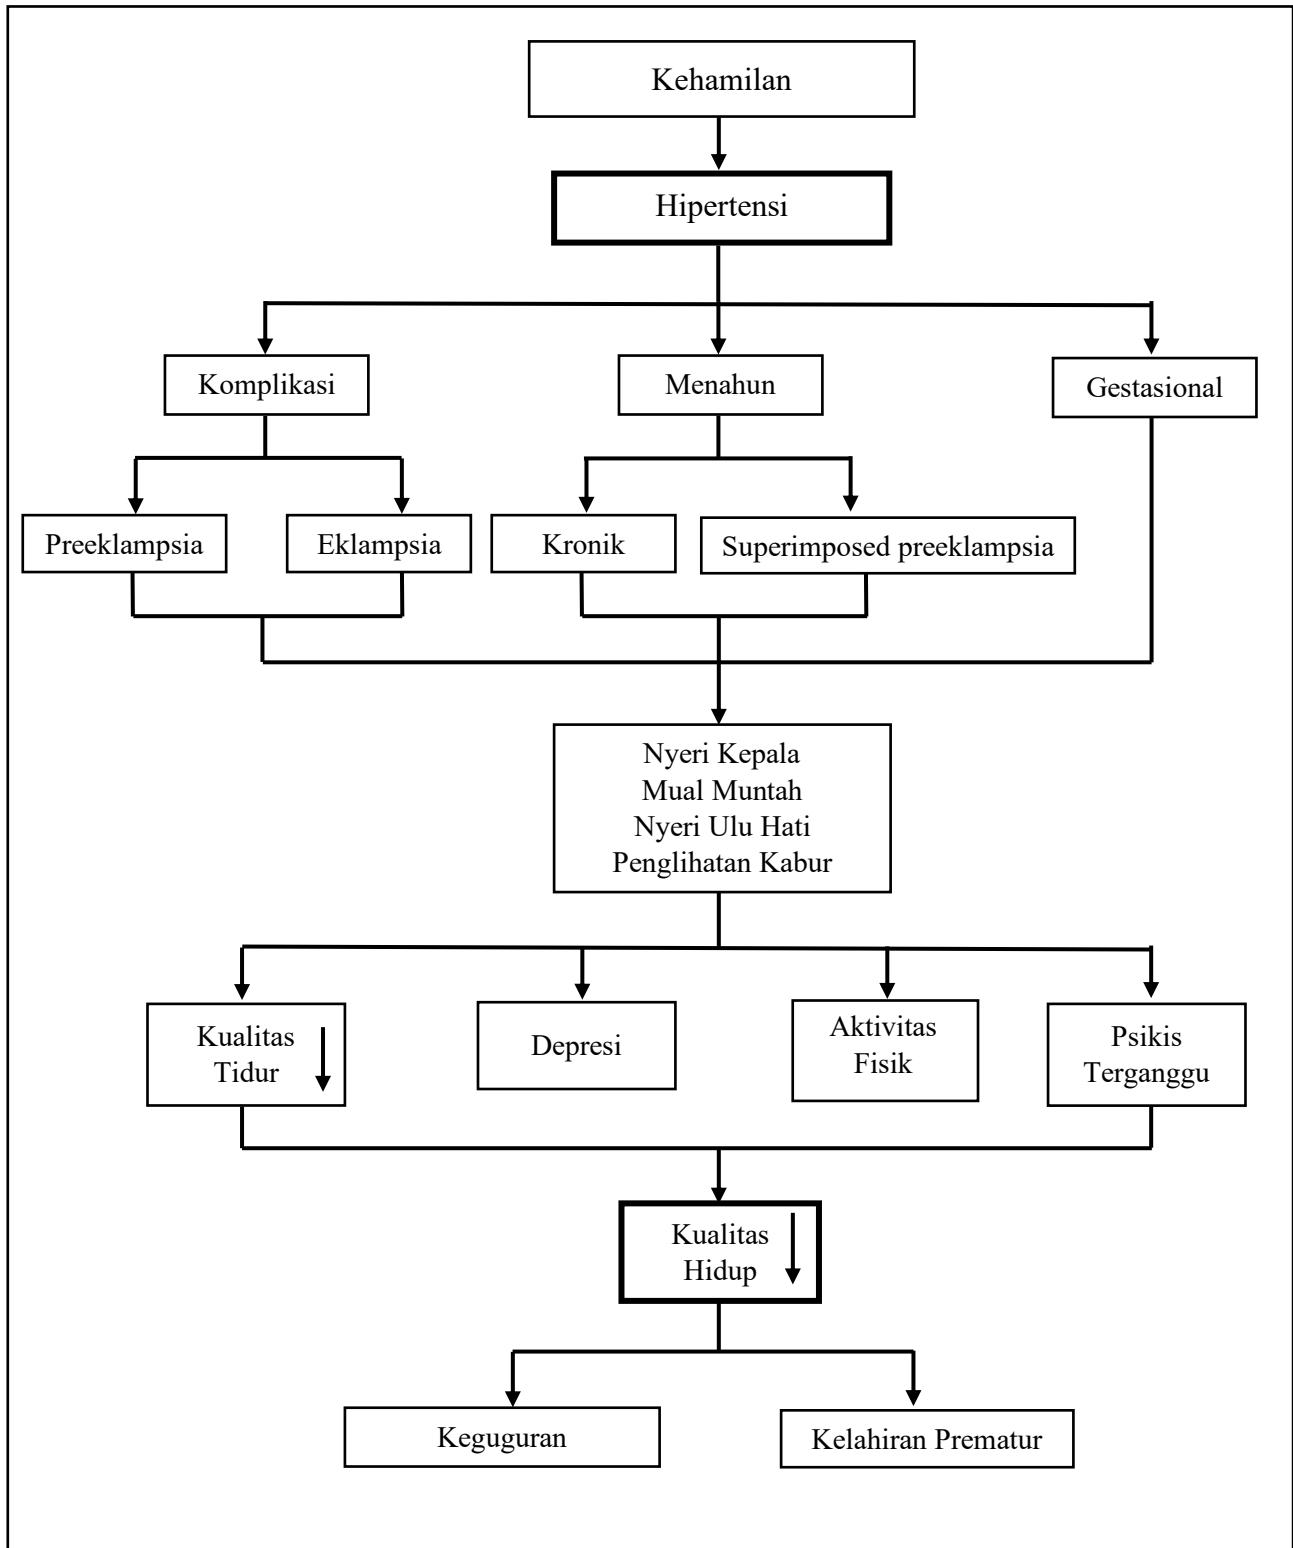 Kehamilan
Hipertensi
Komplikasi
Menahun
Gestasional
Preeklampsia
Eklampsia
Kronik
Superimposed preeklampsia
Nyeri Kepala
Mual Muntah
Nyeri Ulu Hati
Penglihatan Kabur
Kualitas
Tidur
Depresi
Aktivitas
Fisik
Psikis
Terganggu
Kualitas
Hidup
Keguguran
Kelahiran Prematur